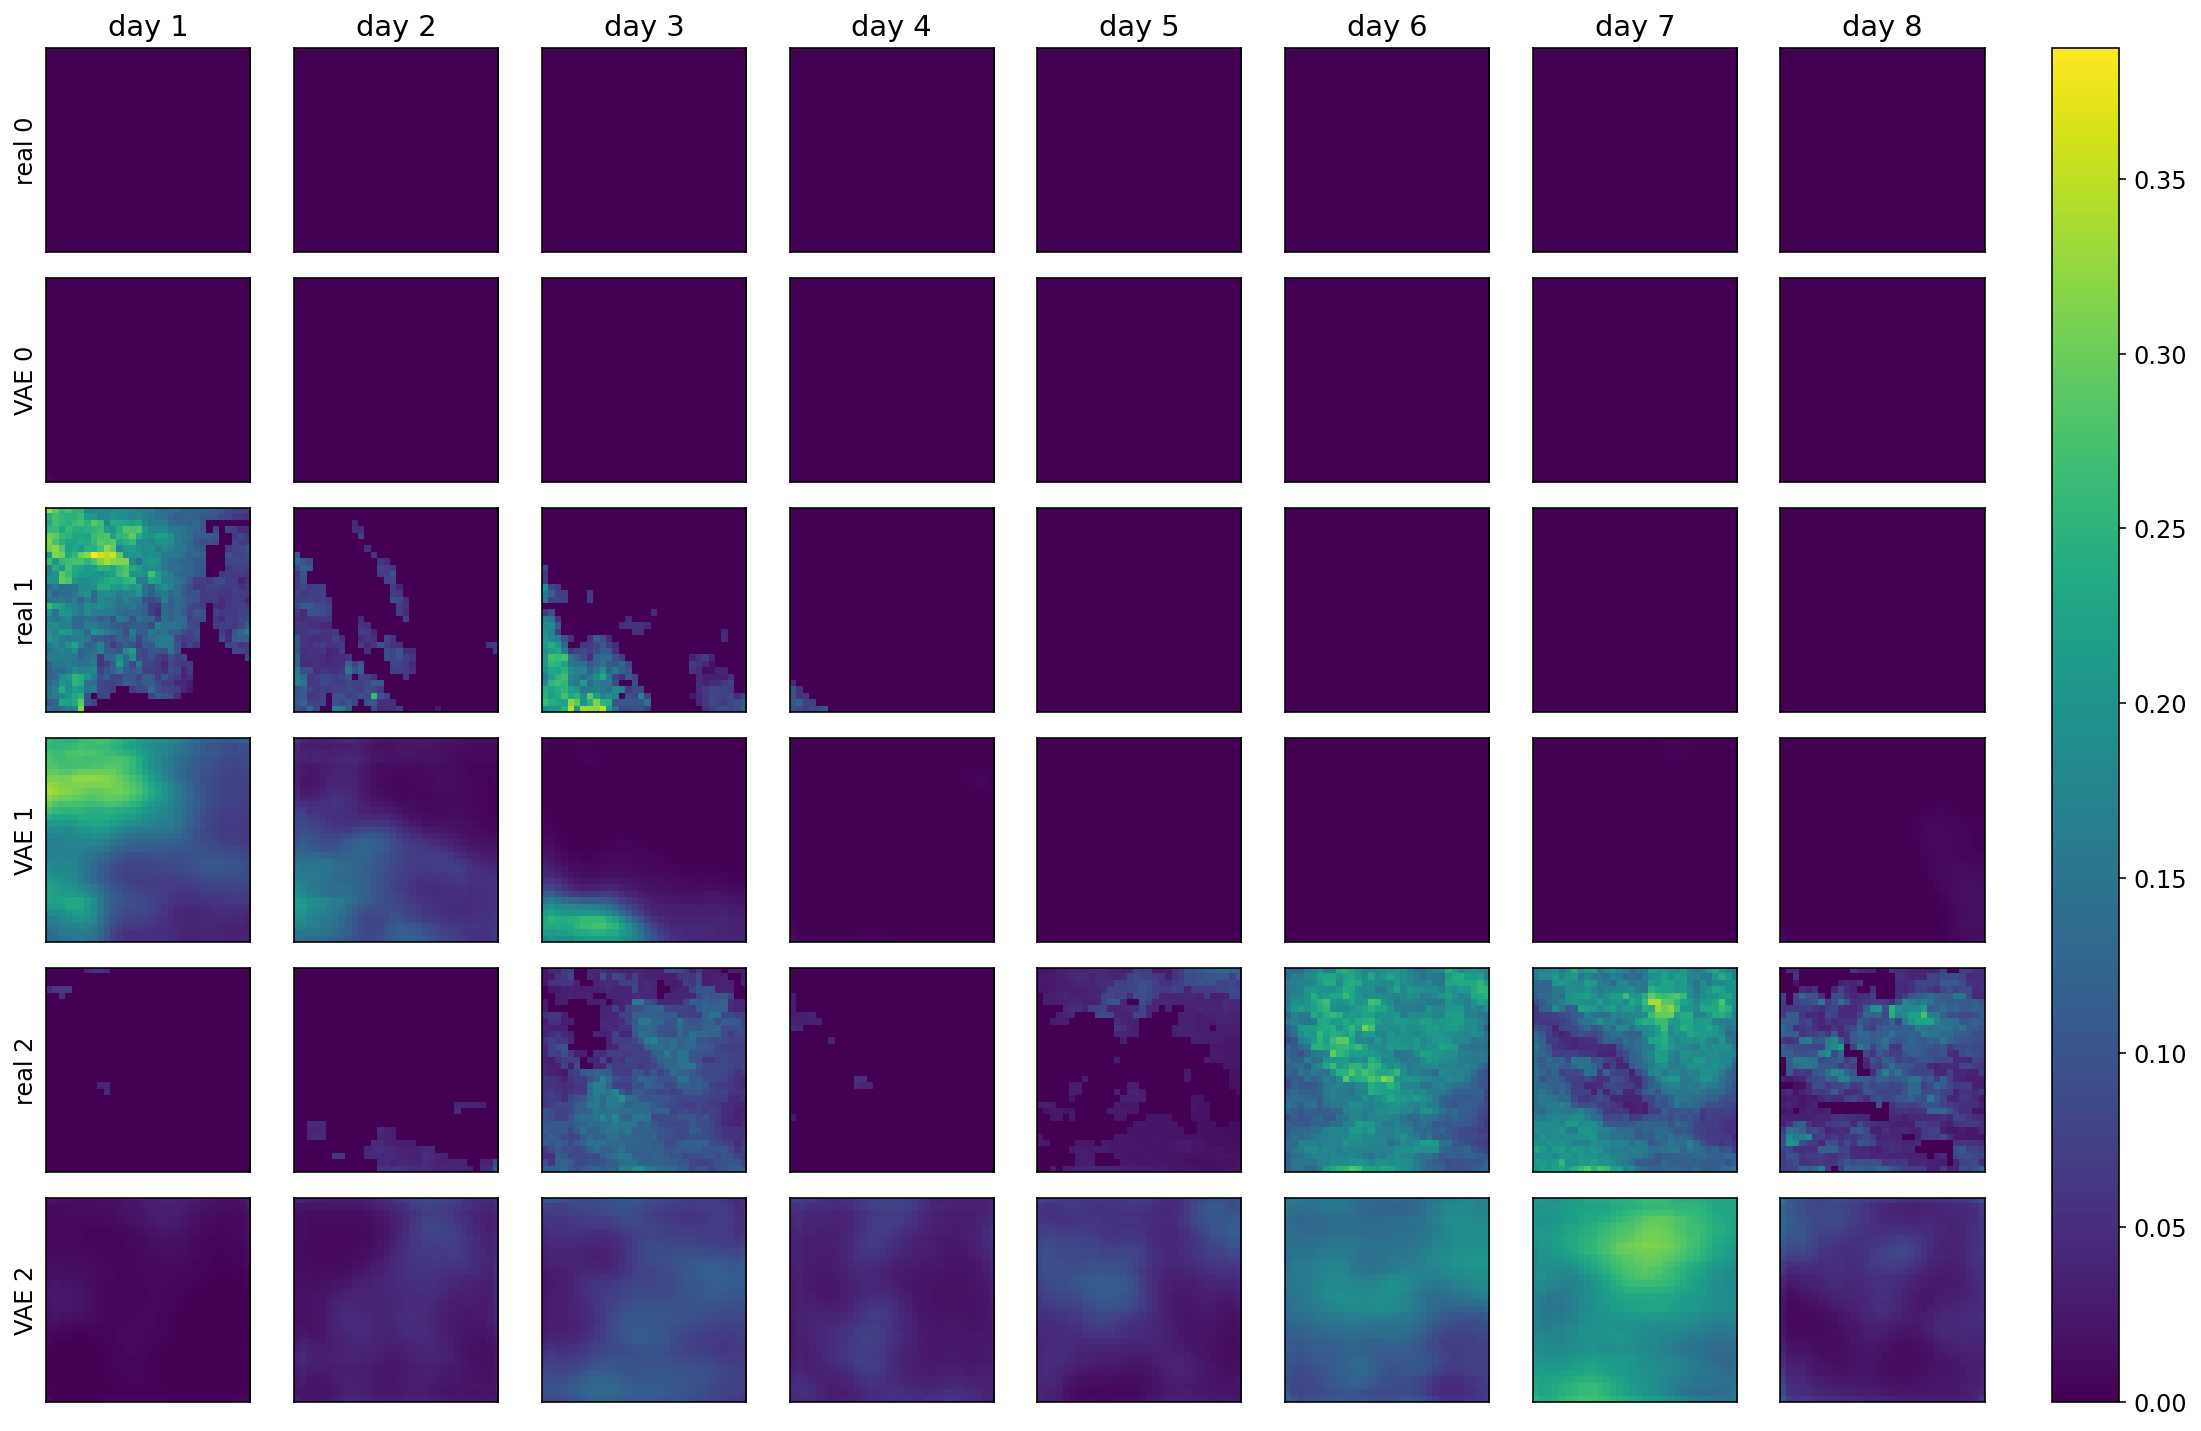 day 1 day 2 day 3 day 4 day 5 day 6 day 7 day 8
real 0
VAE 0
real 1
VAE 1
real 2
VAE 2
0.35
0.30
0.25
0.20
0.15
0.10
0.05
0.00